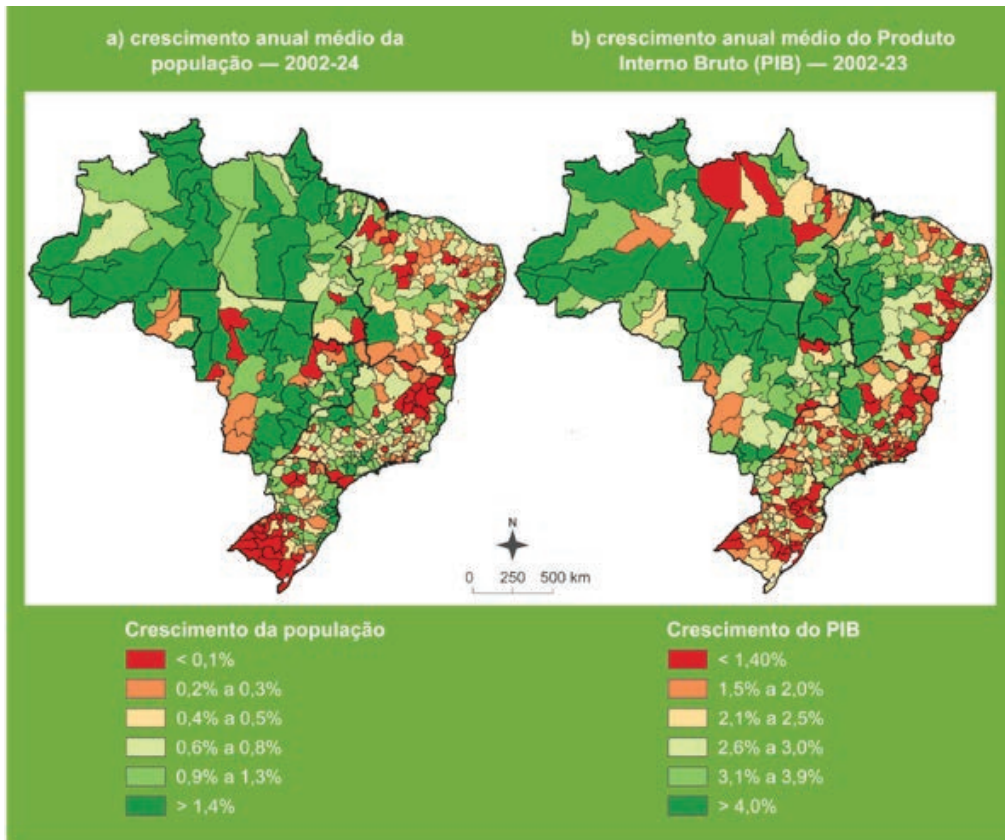 a) crescimento anual médio da
população — 2002-24
b) crescimento anual médio do Produto
Interno Bruto (PIB) — 2002-23
N
0 250 500 km
Crescimento da população
< 0,1%
0,2% a 0,3%
0,4% a 0,5%
0,6% a 0,8%
0,9% a 1,3%
> 1,4%
Crescimento do PIB
< 1,40%
1,5% a 2,0%
2,1% a 2,5%
2,6% a 3,0%
3,1% a 3,9%
> 4,0%